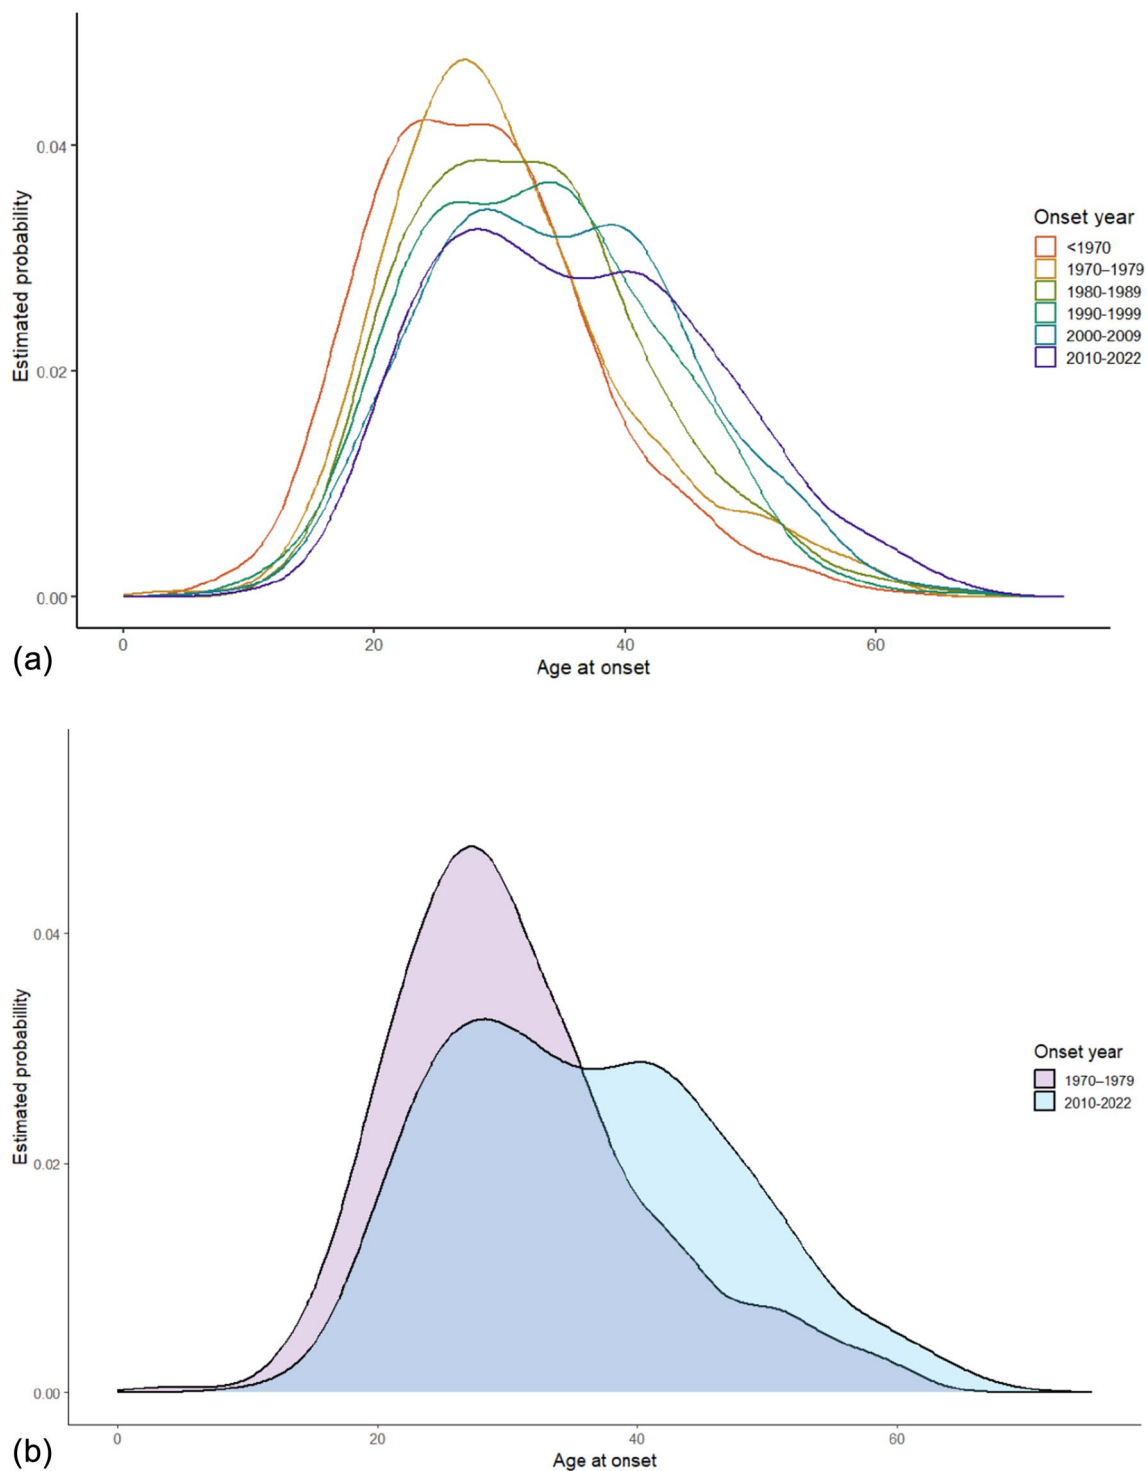 Estimated probability
0.04
0.02
0.00
0
20
40
60
Age at onset
Onset year
<1970
1970–1979
1980-1989
1990-1999
2000-2009
2010-2022
(a)
Estimated probabillity
0.04
0.02
0.00
0
20
40
60
Age at onset
Onset year
1970–1979
2010-2022
(b)